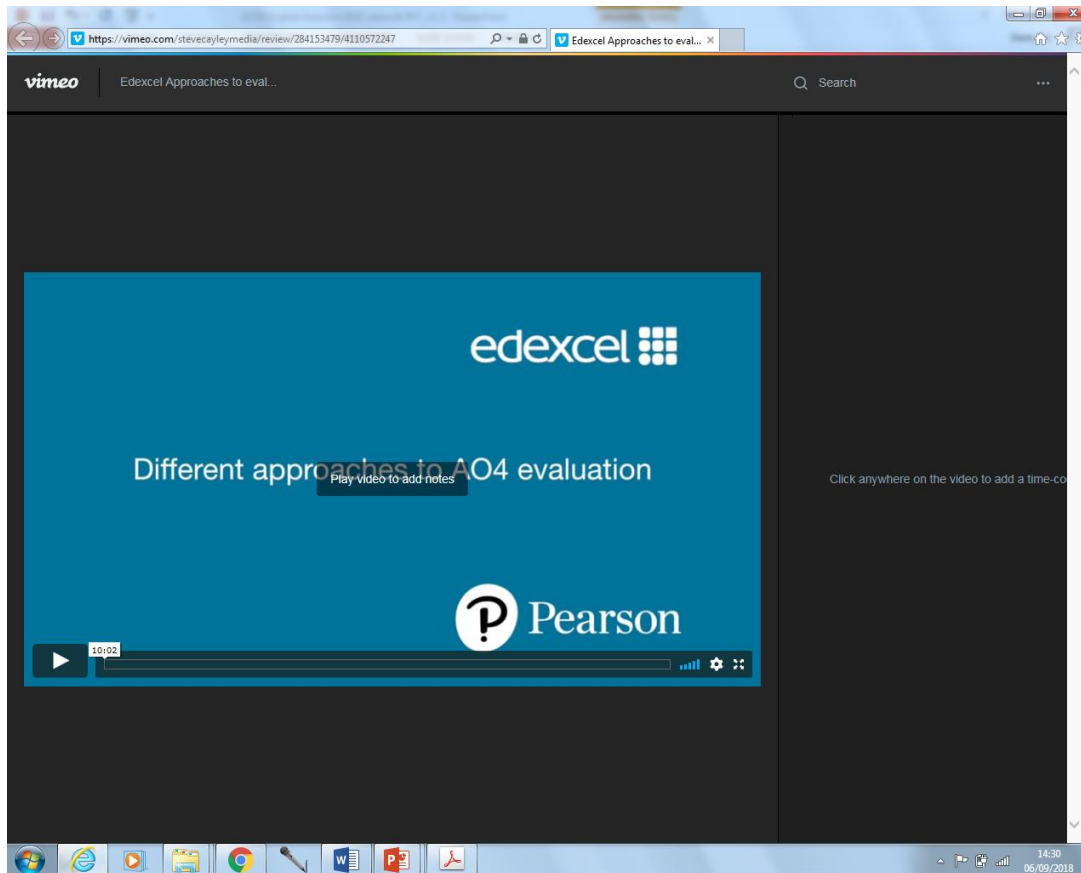 https://vimeo.com/stevecayleymedia/review/284153479/4110572247
Edexcel Approaches to eval...
vimeo
Edexcel Approaches to eval...
Search
edexcel
Different approaches to AO4 evaluation
Play video to add notes
Click anywhere on the video to add a time-co
Pearson
10:02
14:30
06/09/2018